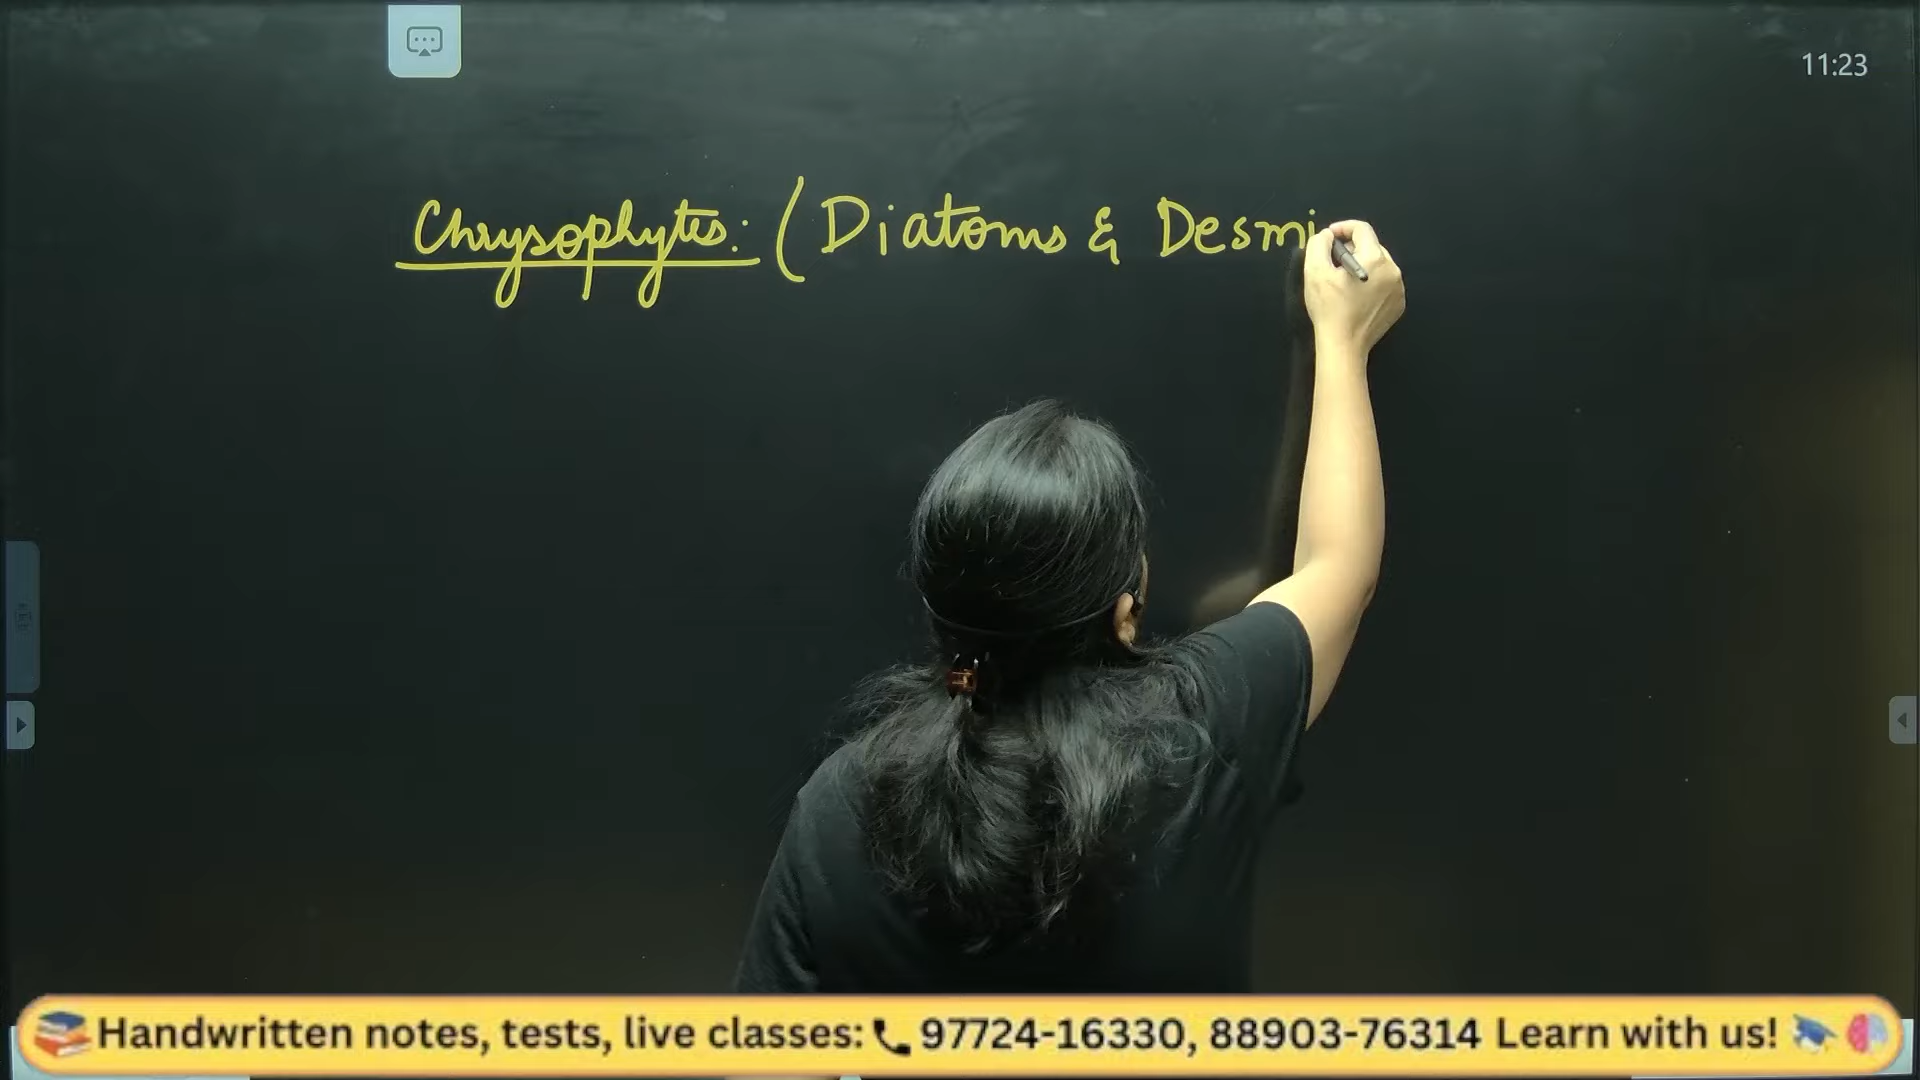 11:23
Chrysophytes: (Diatoms & Desmi
Handwritten notes, tests, live classes: 97724-16330, 88903-76314 Learn with us!